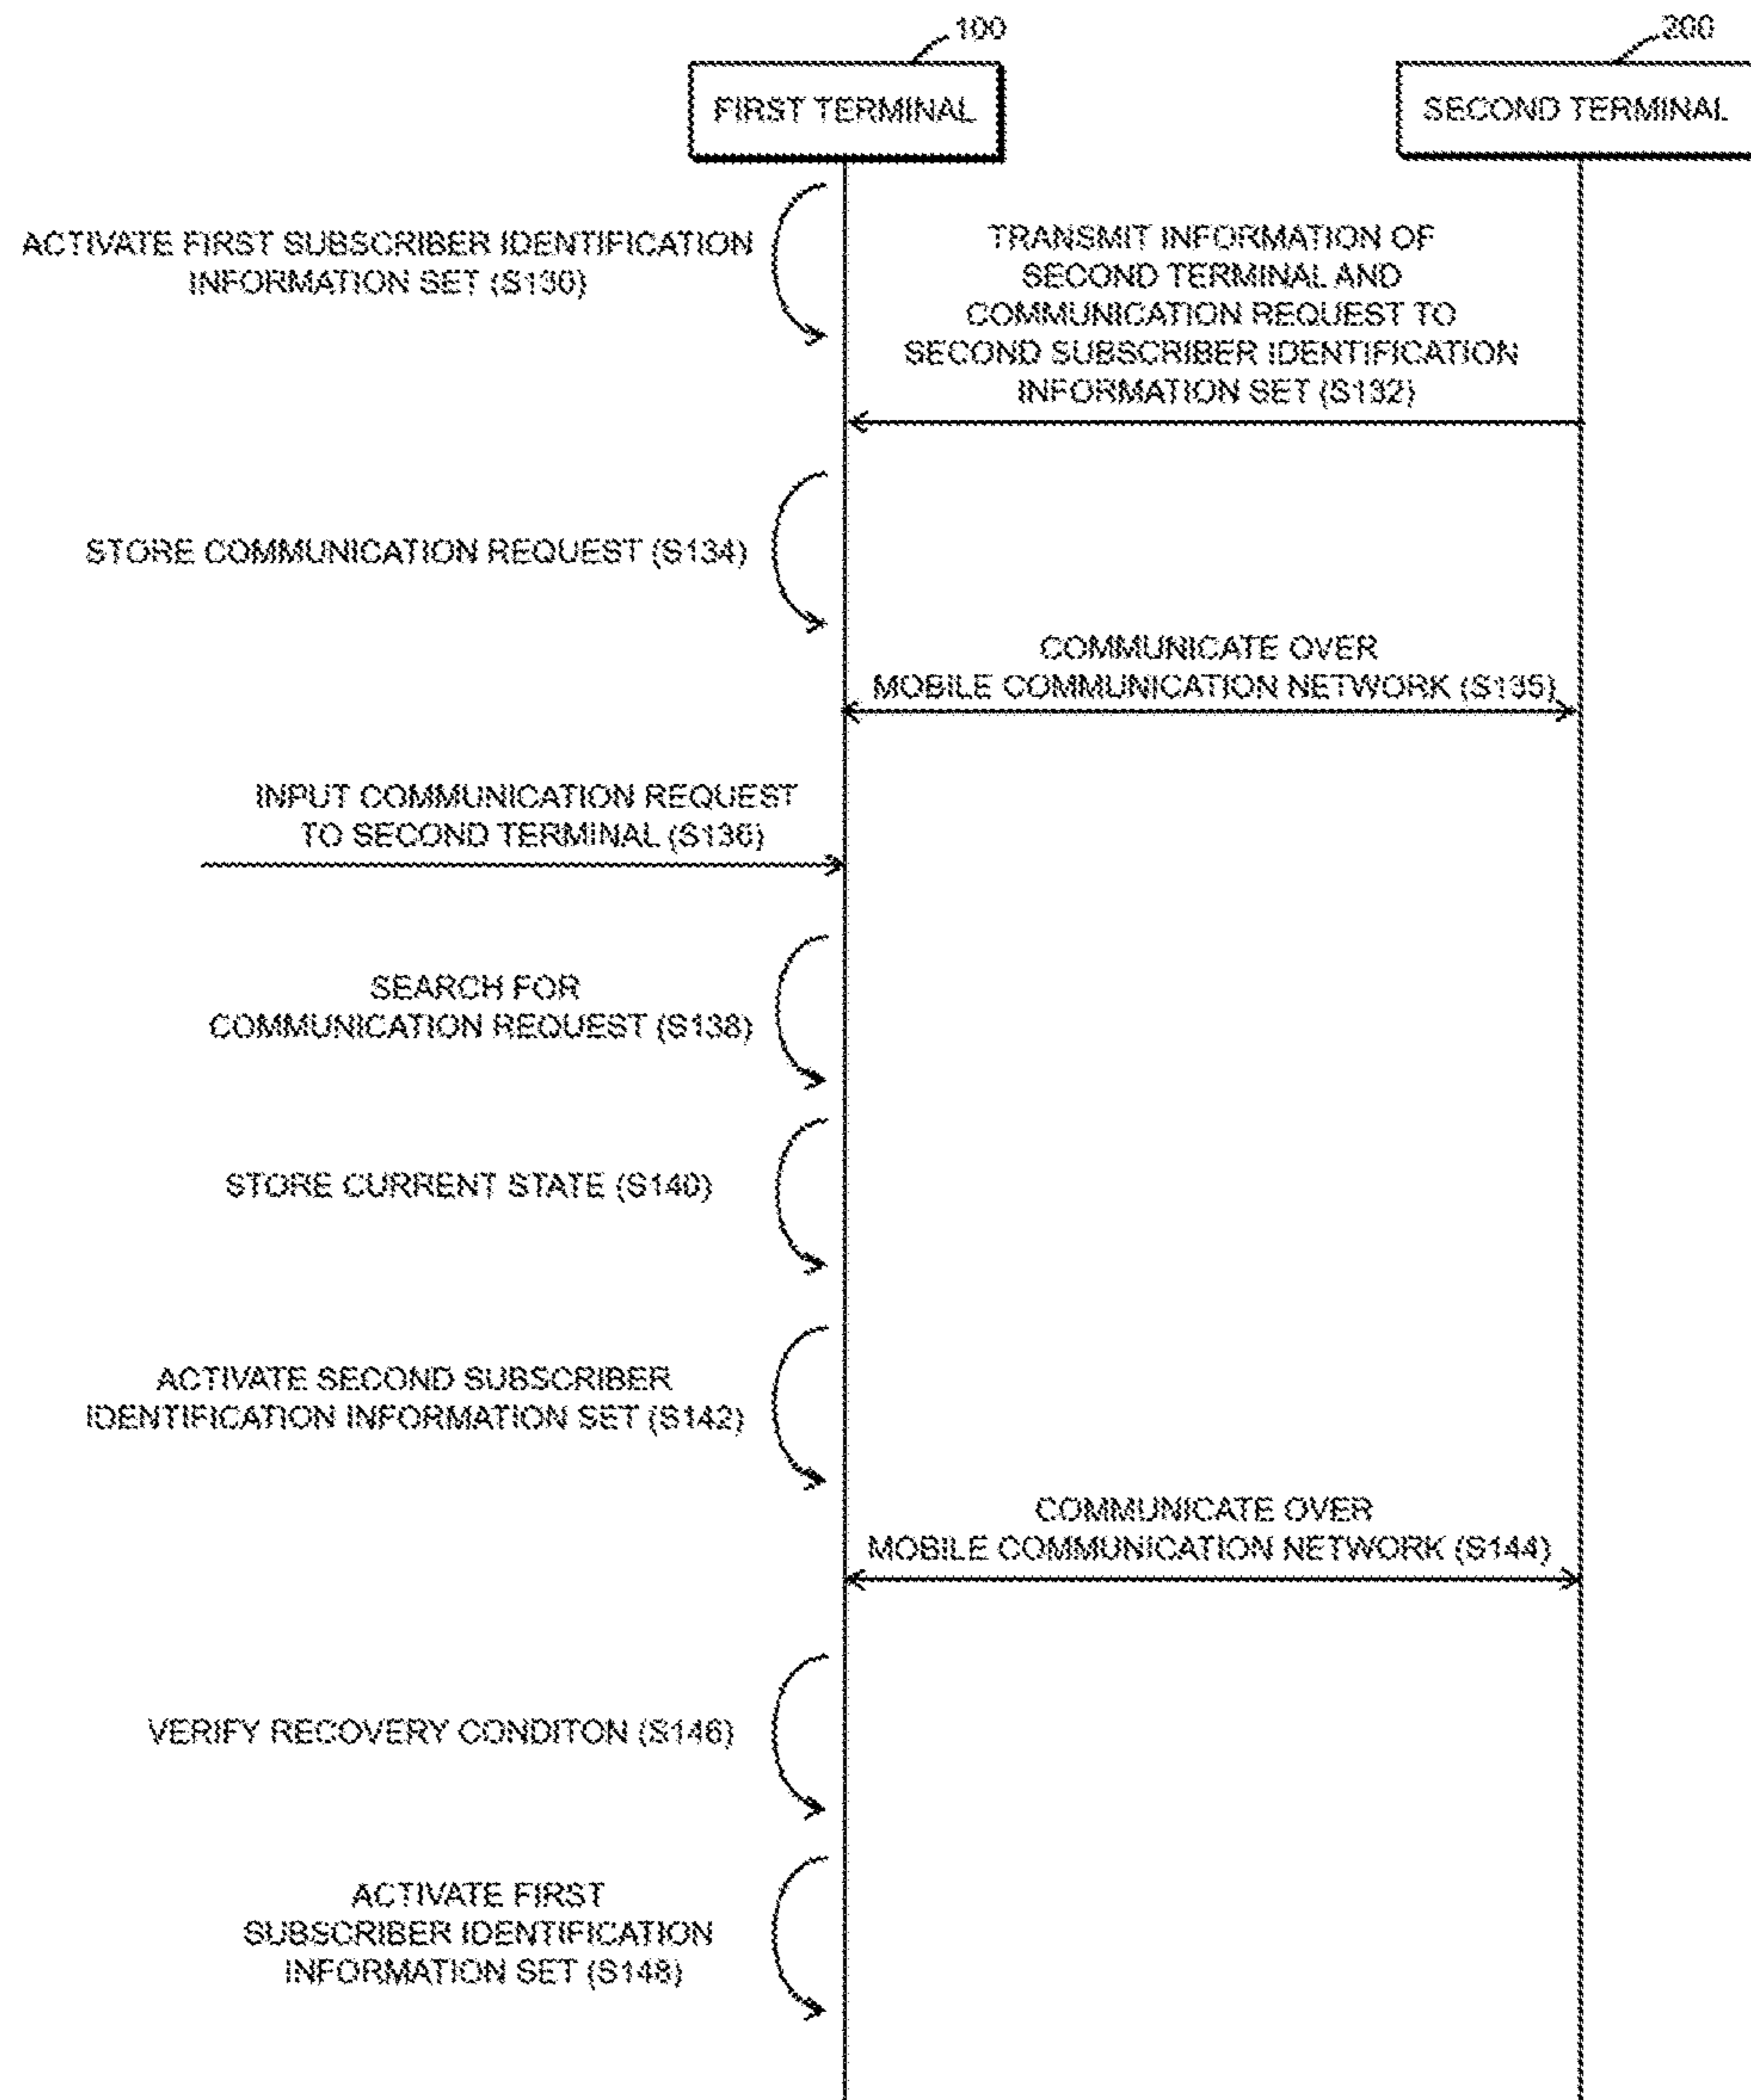 100
200
FIRST TERMINAL
SECOND TERMINAL
ACTIVATE FIRST SUBSCRIBER IDENTIFICATION
INFORMATION SET (S130)
TRANSMIT INFORMATION OF
SECOND TERMINAL AND
COMMUNICATION REQUEST TO
SECOND SUBSCRIBER IDENTIFICATION
INFORMATION SET (S132)
STORE COMMUNICATION REQUEST (S134)
COMMUNICATE OVER
MOBILE COMMUNICATION NETWORK (S135)
INPUT COMMUNICATION REQUEST
TO SECOND TERMINAL (S136)
SEARCH FOR
COMMUNICATION REQUEST (S138)
STORE CURRENT STATE (S140)
ACTIVATE SECOND SUBSCRIBER
IDENTIFICATION INFORMATION SET (S142)
COMMUNICATE OVER
MOBILE COMMUNICATION NETWORK (S144)
VERIFY RECOVERY CONDITON (S146)
ACTIVATE FIRST
SUBSCRIBER IDENTIFICATION
INFORMATION SET (S148)